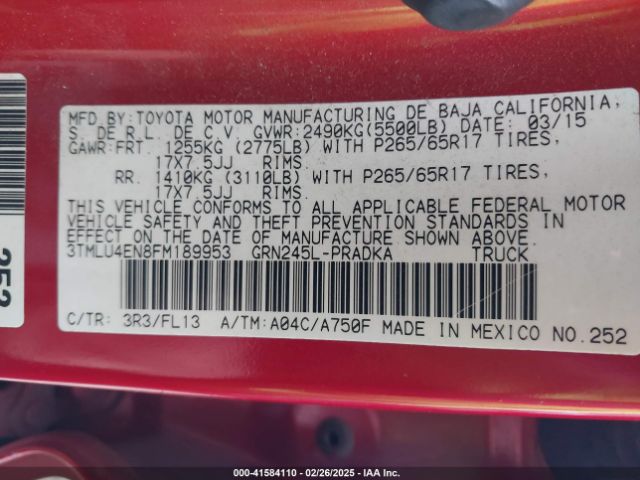 MFD. BY: TOYOTA MOTOR MANUFACTURING DE BAJA CALIFORNIA,
S. DE R.L. DE C.V. GVWR:2490KG(5500LB) DATE: 03/15
GAWR:FRT. 1255KG (2775LB) WITH P265/65R17 TIRES,
17X7.5JJ RIMS.
RR. 1410KG (3110LB) WITH P265/65R17 TIRES,
17X7.5JJ RIMS.
THIS VEHICLE CONFORMS TO ALL APPLICABLE FEDERAL MOTOR
VEHICLE SAFETY AND THEFT PREVENTION STANDARDS IN
EFFECT ON THE DATE OF MANUFACTURE SHOWN ABOVE.
3TMLU4EN8FM189953 GRN245L-PRADKA TRUCK
C/TR: 3R3/FL13 A/TM:A04C/A750F MADE IN MEXICO NO.252
252
000-41584110 - 02/26/2025 - IAA Inc.